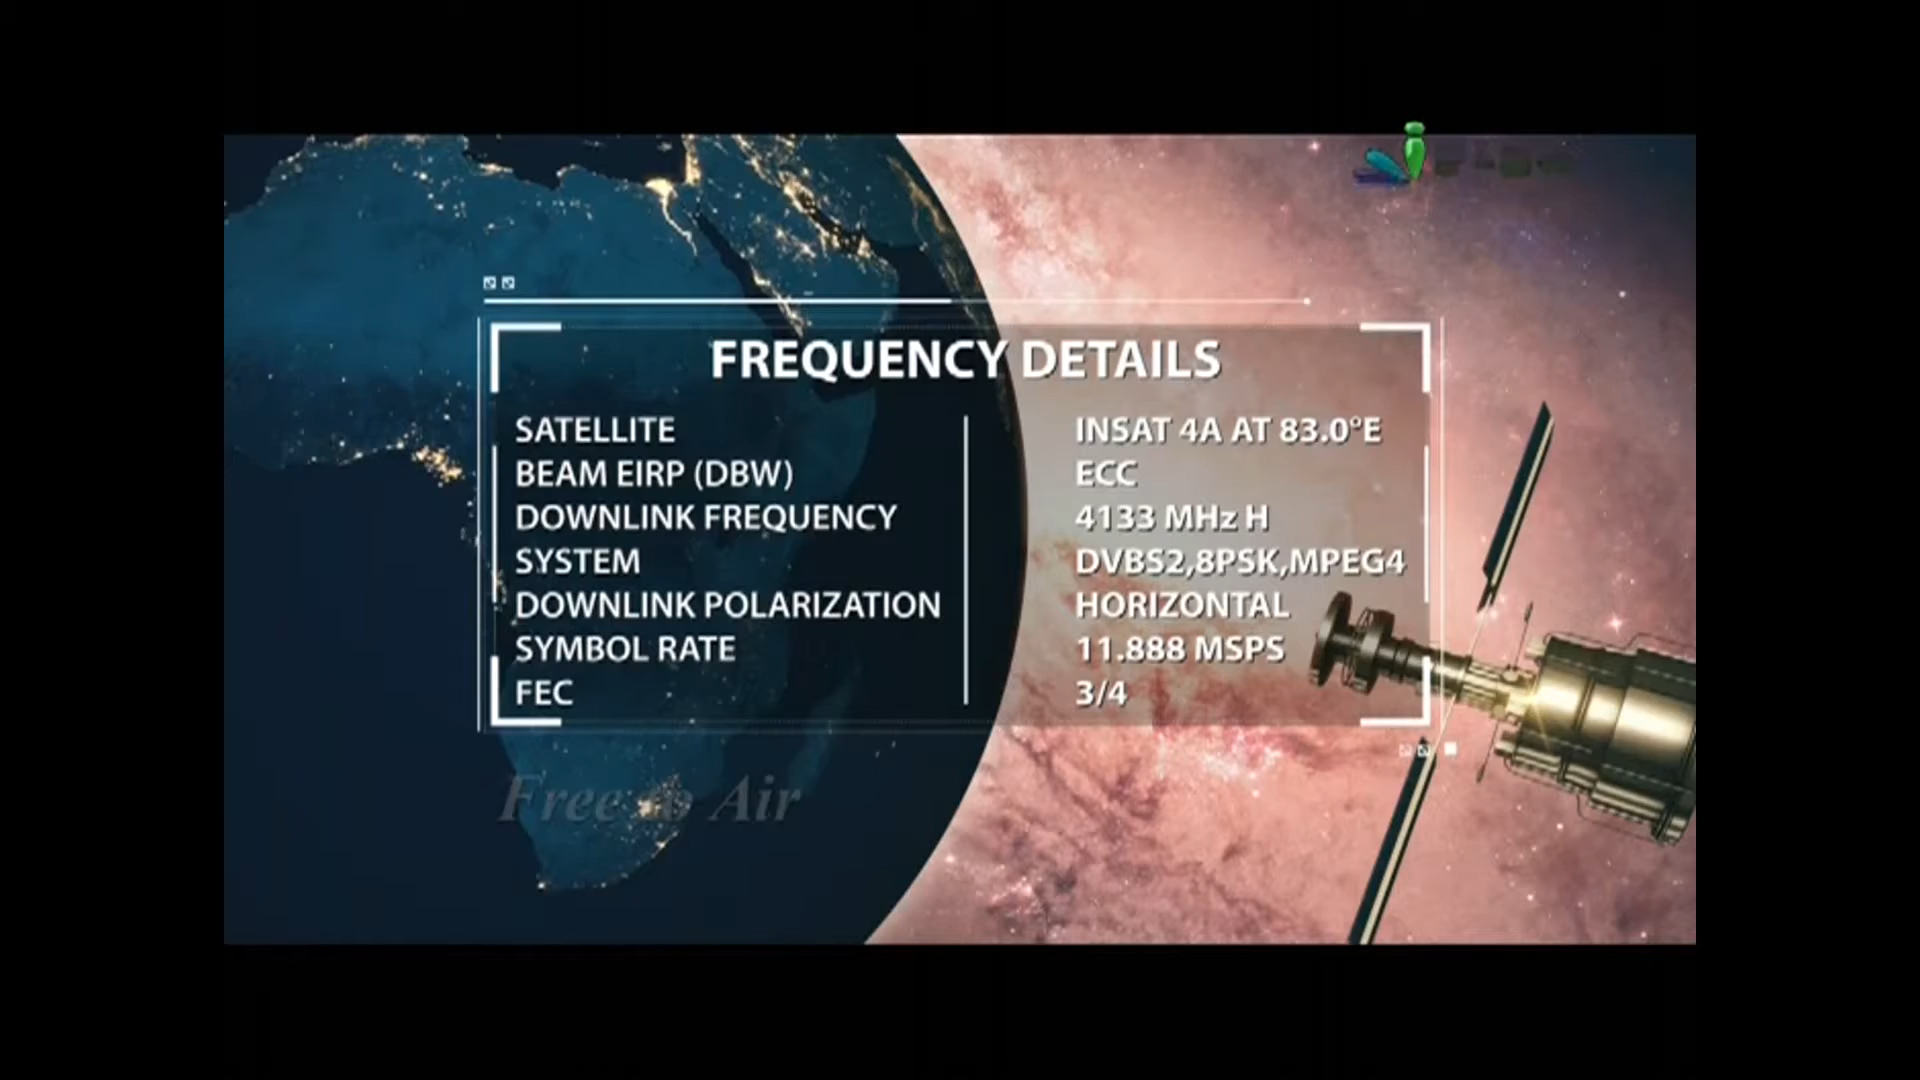 FREQUENCY DETAILS
SATELLITE INSAT 4A AT 83.0°E
BEAM EIRP (DBW) ECC
DOWNLINK FREQUENCY 4133 MHz H
SYSTEM DVBS2,8PSK,MPEG4
DOWNLINK POLARIZATION HORIZONTAL
SYMBOL RATE 11.888 MSPS
FEC 3/4
Free to Air